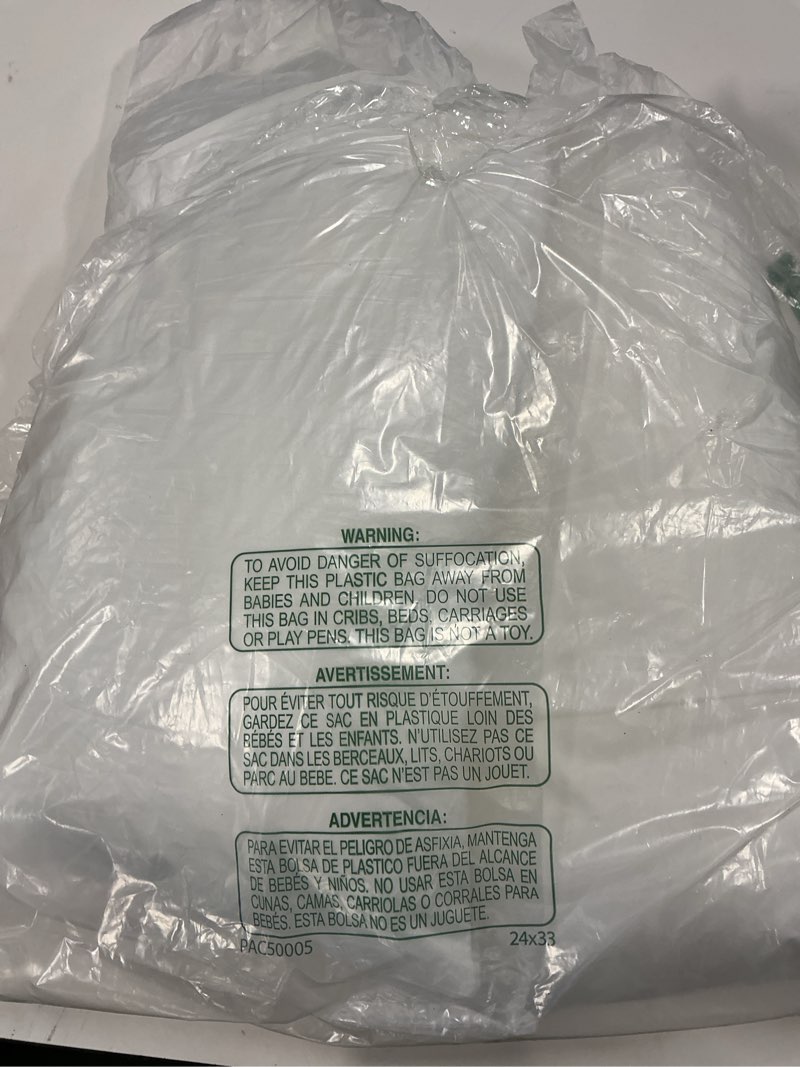 WARNING:
TO AVOID DANGER OF SUFFOCATION,
KEEP THIS PLASTIC BAG AWAY FROM
BABIES AND CHILDREN. DO NOT USE
THIS BAG IN CRIBS, BEDS, CARRIAGES
OR PLAY PENS. THIS BAG IS NOT A TOY.
AVERTISSEMENT:
POUR ÉVITER TOUT RISQUE D'ÉTOUFFEMENT,
GARDEZ CE SAC EN PLASTIQUE LOIN DES
BÉBÉS ET LES ENFANTS. N'UTILISEZ PAS CE
SAC DANS LES BERCEAUX, LITS, CHARIOTS OU
PARC AU BEBE. CE SAC N'EST PAS UN JOUET.
ADVERTENCIA:
PARA EVITAR EL PELIGRO DE ASFIXIA, MANTENGA
ESTA BOLSA DE PLASTICO FUERA DEL ALCANCE
DE BEBÉS Y NIÑOS. NO USAR ESTA BOLSA EN
CUNAS, CAMAS, CARRIOLAS O CORRALES PARA
BEBÉS. ESTA BOLSA NO ES UN JUGUETE.
PAC50005 24x33